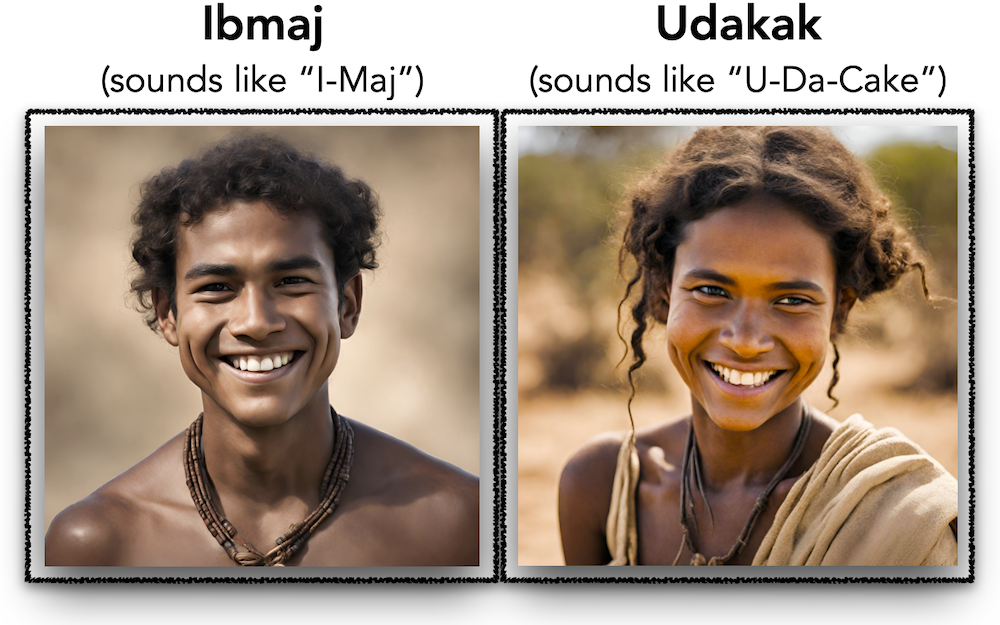 Ibmaj
(sounds like “I-Maj”)
Udakak
(sounds like “U-Da-Cake”)